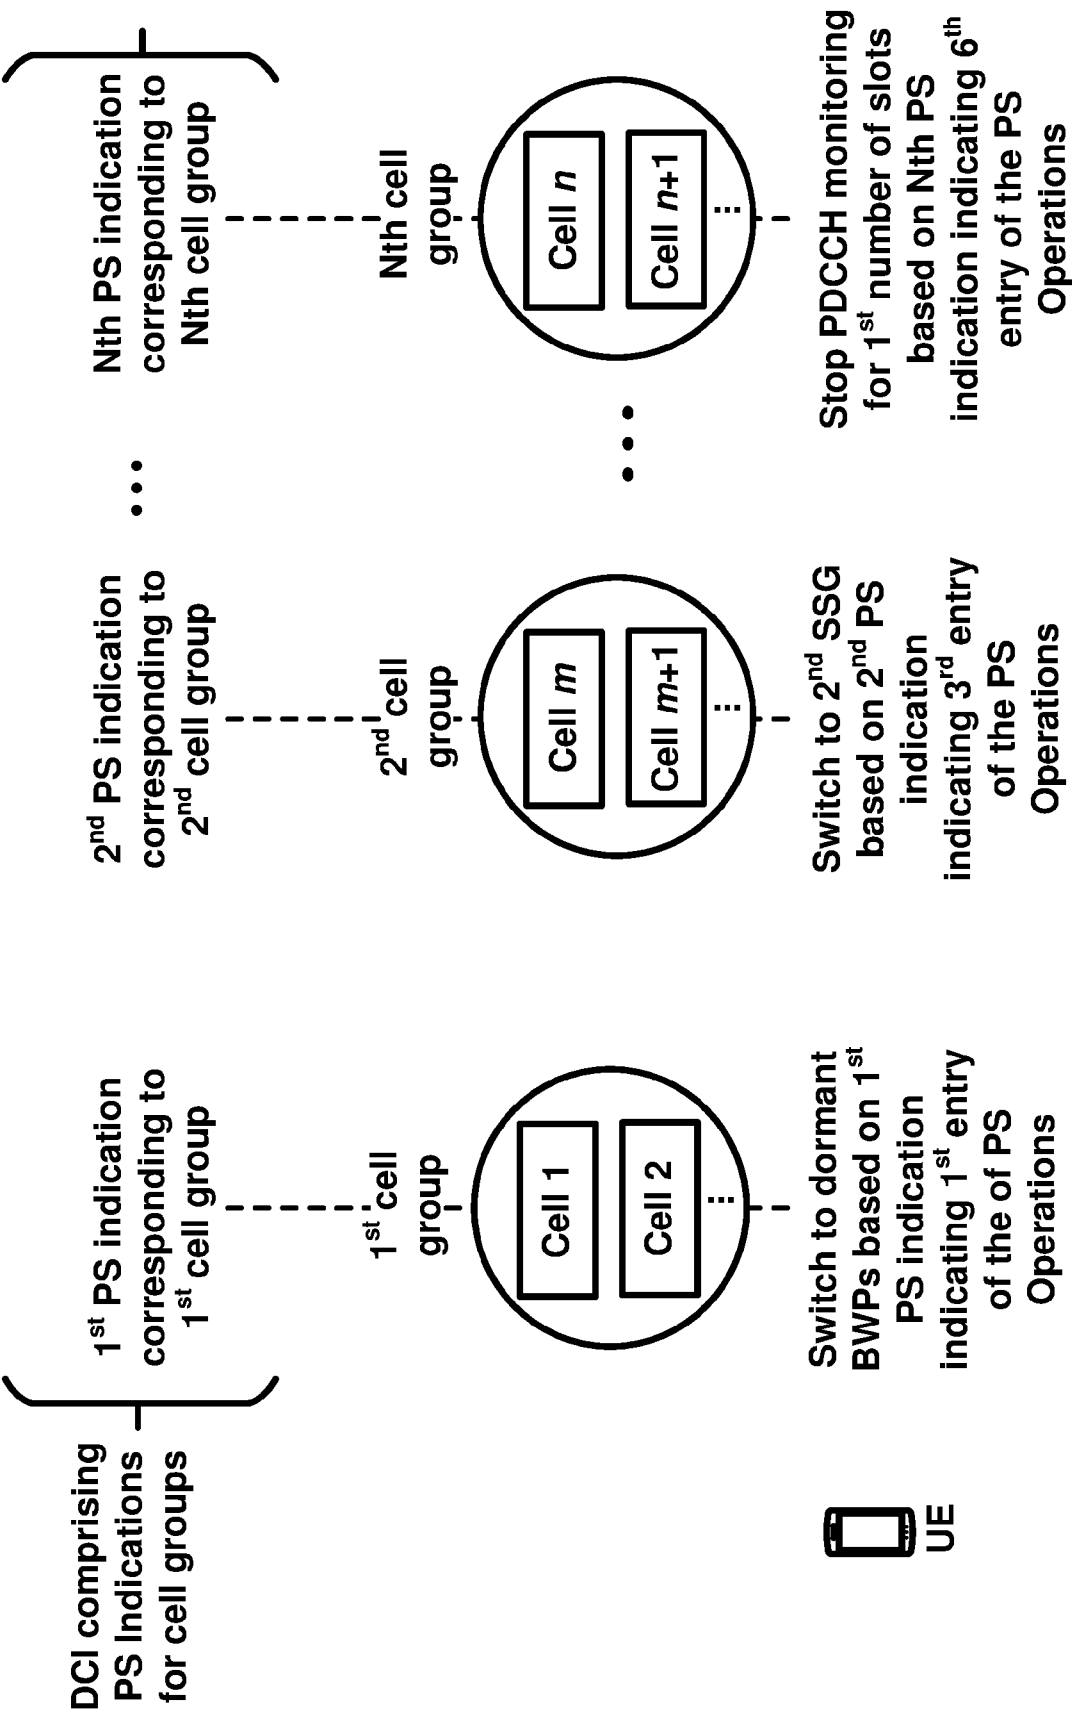 DCI comprising
PS Indications
for cell groups
1st PS indication
corresponding to
1st cell group
2nd PS indication
corresponding to
2nd cell group
...
Nth PS indication
corresponding to
Nth cell group
1st cell
group
Cell 1
Cell 2
...
2nd cell
group
Cell m
Cell m+1
...
...
Nth cell
group
Cell n
Cell n+1
...
UE
Switch to dormant
BWPs based on 1st
PS indication
indicating 1st entry
of the of PS
Operations
Switch to 2nd SSG
based on 2nd PS
indication
indicating 3rd entry
of the PS
Operations
Stop PDCCH monitoring
for 1st number of slots
based on Nth PS
indication indicating 6th
entry of the PS
Operations